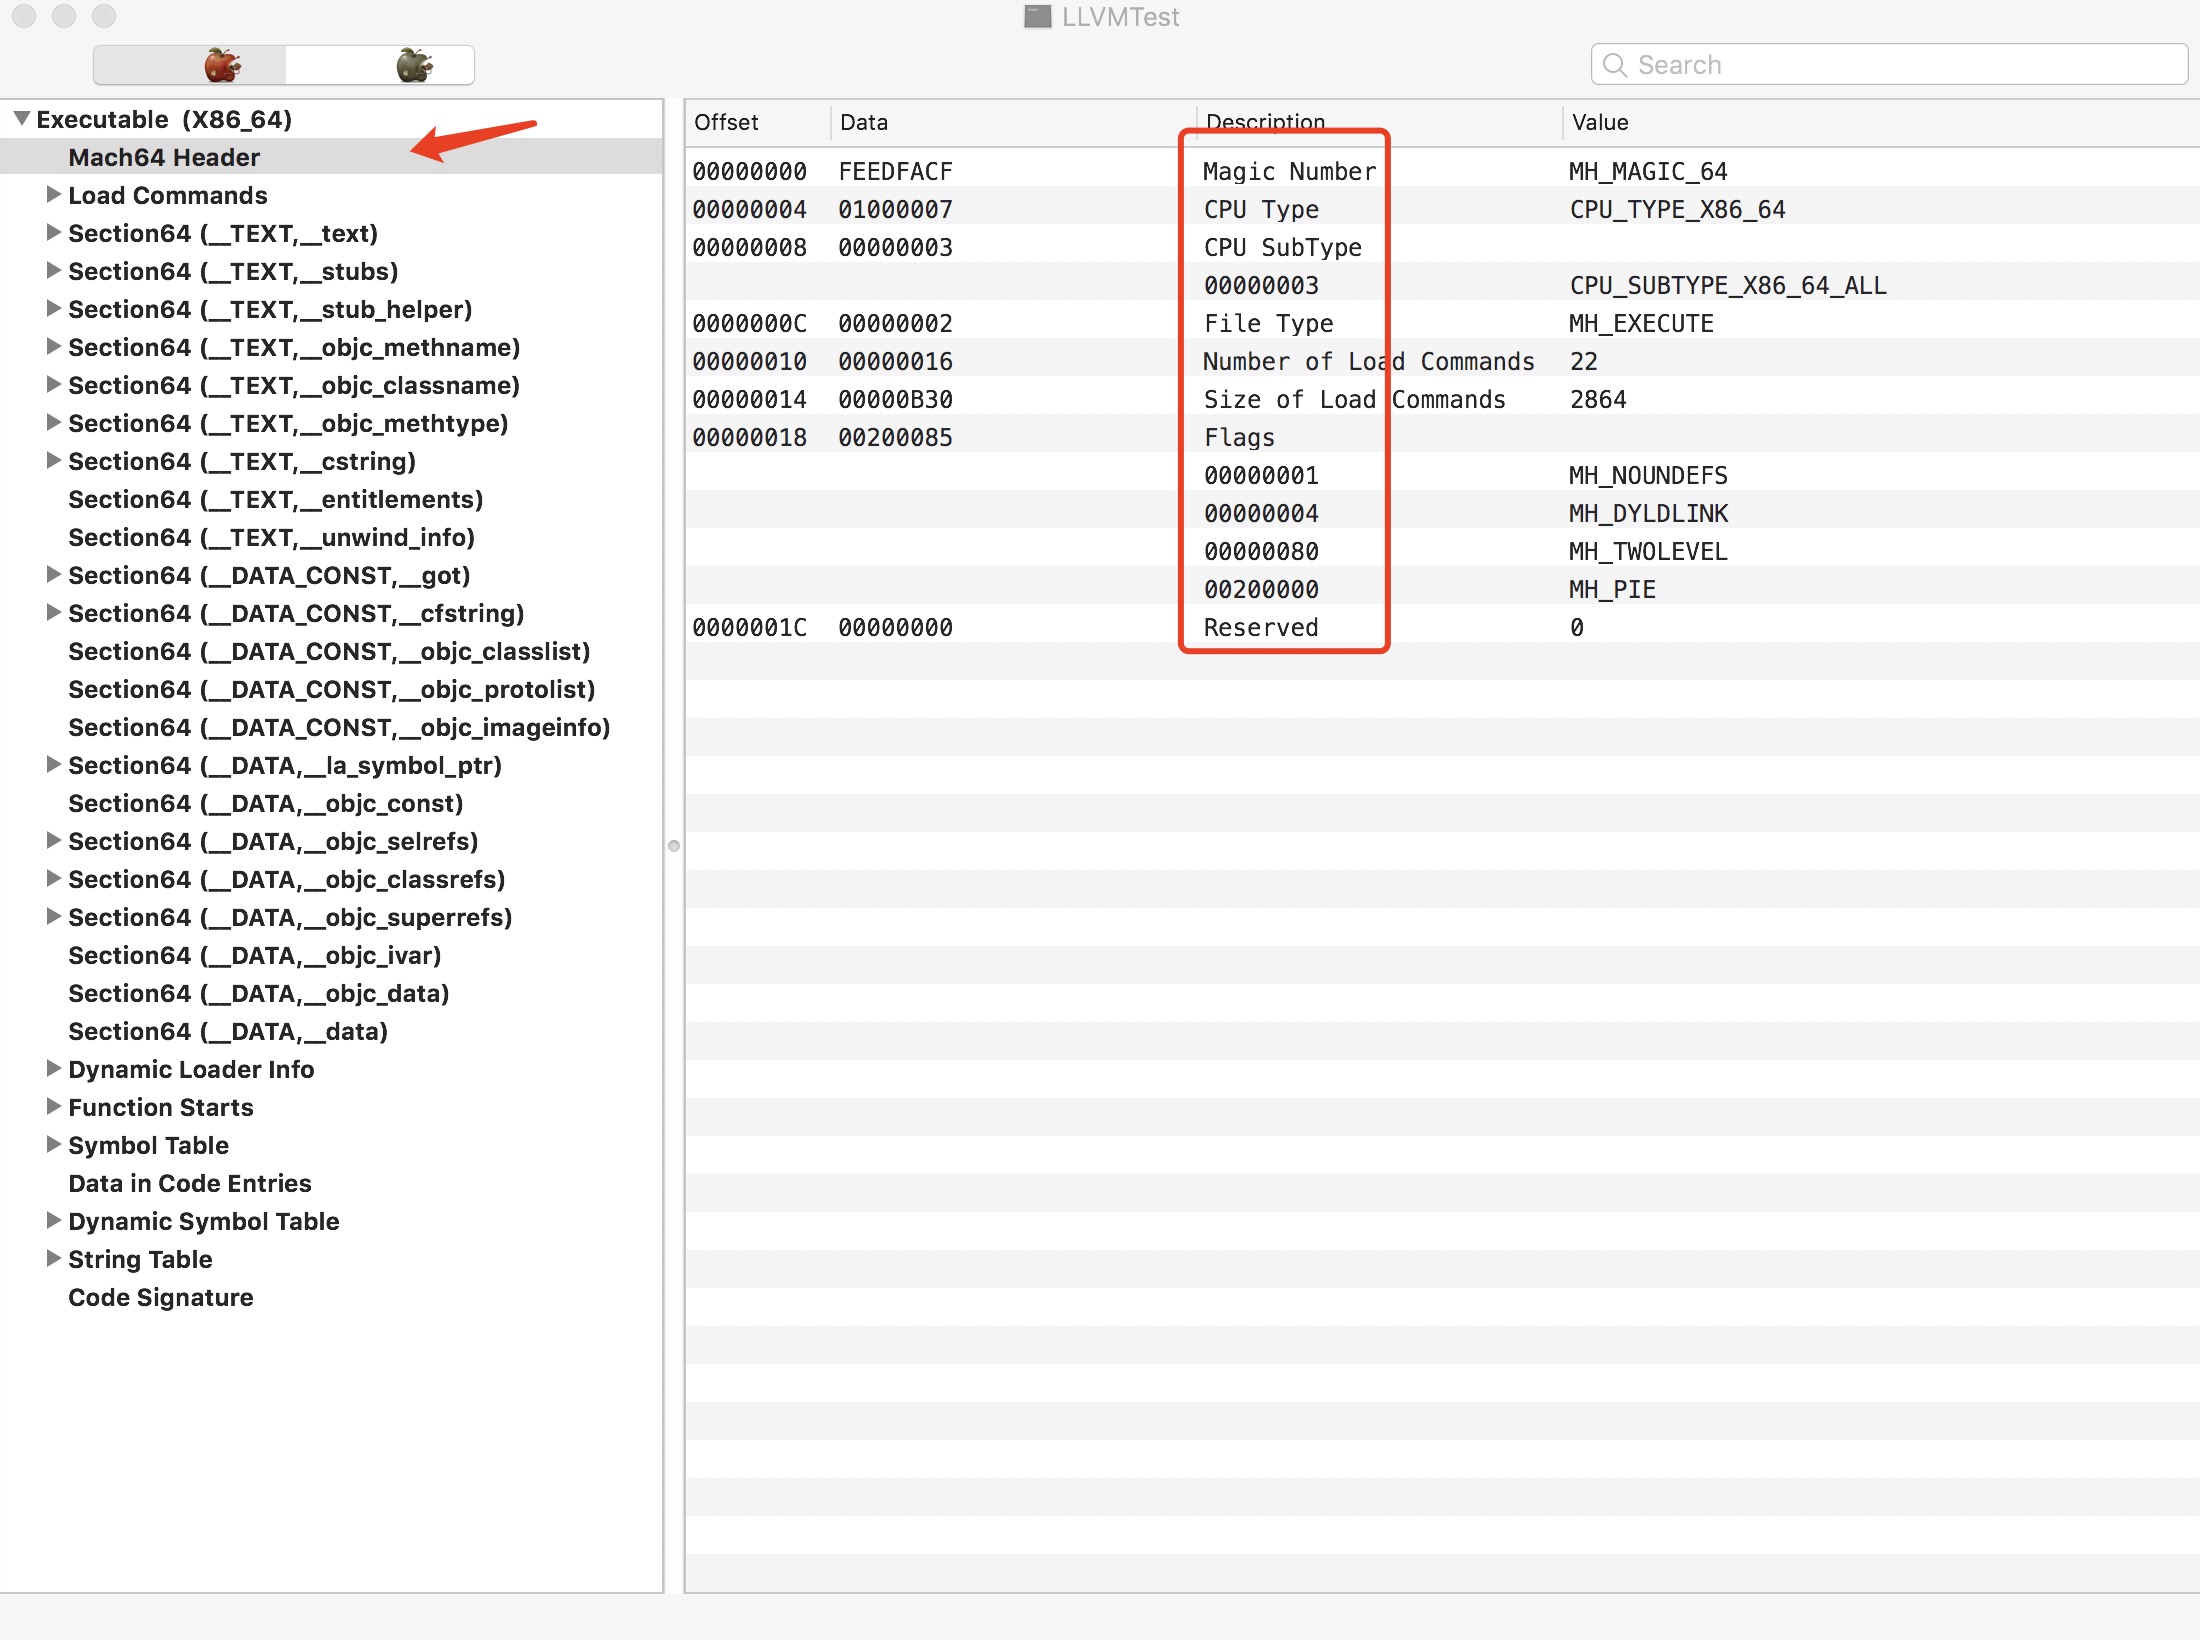 LLVMTest
Search
Executable (X86_64)
Mach64 Header
Load Commands
Section64 (__TEXT,__text)
Section64 (__TEXT,__stubs)
Section64 (__TEXT,__stub_helper)
Section64 (__TEXT,__objc_methname)
Section64 (__TEXT,__objc_classname)
Section64 (__TEXT,__objc_methtype)
Section64 (__TEXT,__cstring)
Section64 (__TEXT,__entitlements)
Section64 (__TEXT,__unwind_info)
Section64 (__DATA_CONST,__got)
Section64 (__DATA_CONST,__cfstring)
Section64 (__DATA_CONST,__objc_classlist)
Section64 (__DATA_CONST,__objc_protolist)
Section64 (__DATA_CONST,__objc_imageinfo)
Section64 (__DATA,__la_symbol_ptr)
Section64 (__DATA,__objc_const)
Section64 (__DATA,__objc_selrefs)
Section64 (__DATA,__objc_classrefs)
Section64 (__DATA,__objc_superrefs)
Section64 (__DATA,__objc_ivar)
Section64 (__DATA,__objc_data)
Section64 (__DATA,__data)
Dynamic Loader Info
Function Starts
Symbol Table
Data in Code Entries
Dynamic Symbol Table
String Table
Code Signature
Offset Data Description Value
00000000 FEEDFACF Magic Number MH_MAGIC_64
00000004 01000007 CPU Type CPU_TYPE_X86_64
00000008 00000003 CPU SubType
00000003 CPU_SUBTYPE_X86_64_ALL
0000000C 00000002 File Type MH_EXECUTE
00000010 00000016 Number of Load Commands 22
00000014 00000B30 Size of Load Commands 2864
00000018 00200085 Flags
00000001 MH_NOUNDEFS
00000004 MH_DYLDLINK
00000080 MH_TWOLEVEL
00200000 MH_PIE
0000001C 00000000 Reserved 0